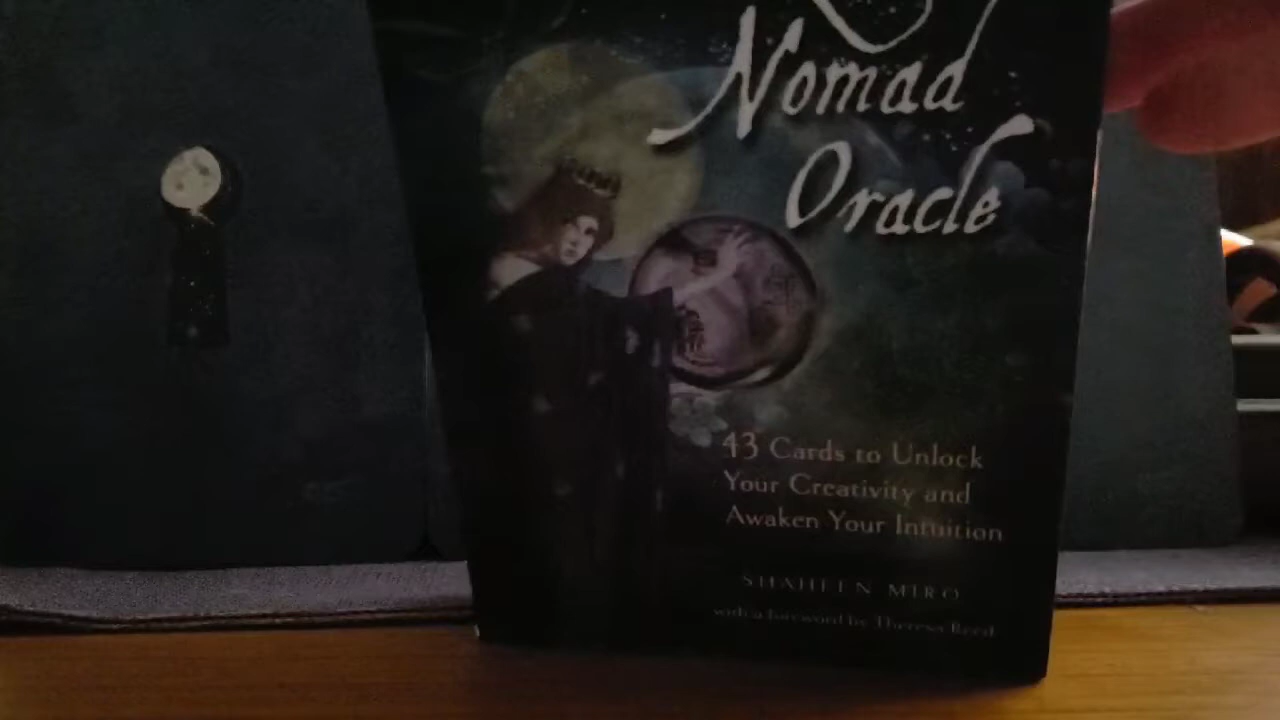 Nomad
Oracle
43 Cards to Unlock
Your Creativity and
Awaken Your Intuition
SHAHEEN MIRO
with a foreword by Theresa Reed